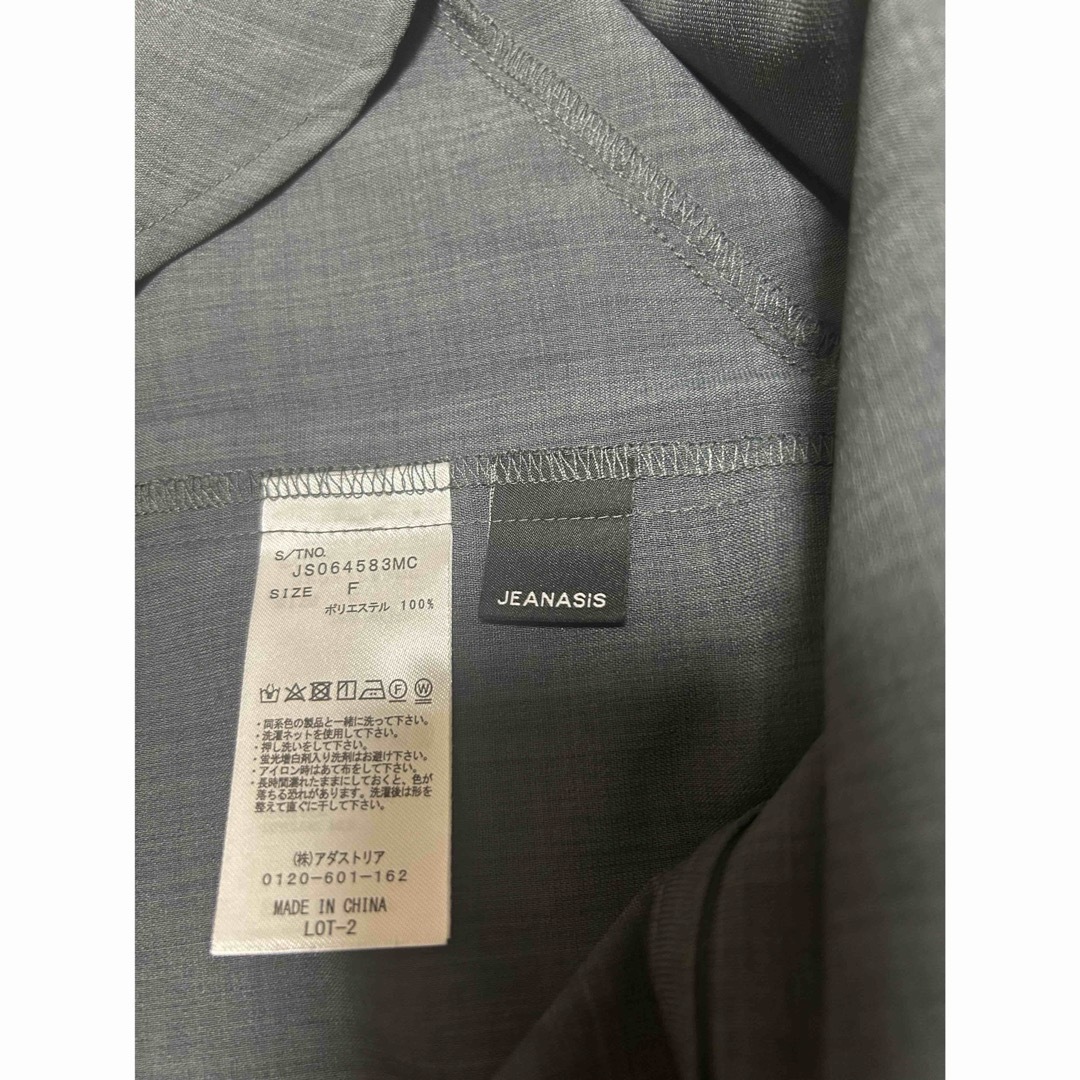 S/TNO.
JS064583MC
SIZE F
ポリエステル 100%
・同系色の製品と一緒に洗って下さい。
・洗濯ネットを使用して下さい。
・押し洗いをして下さい。
・蛍光増白剤入り洗剤はお避け下さい。
・アイロン時はあて布をして下さい。
・長時間濡れたままにしておくと、色が
落ちる恐れがあります。洗濯後は形を
整えて直ぐに干して下さい。
(株)アダストリア
0120-601-162
MADE IN CHINA
LOT-2
JEANASiS